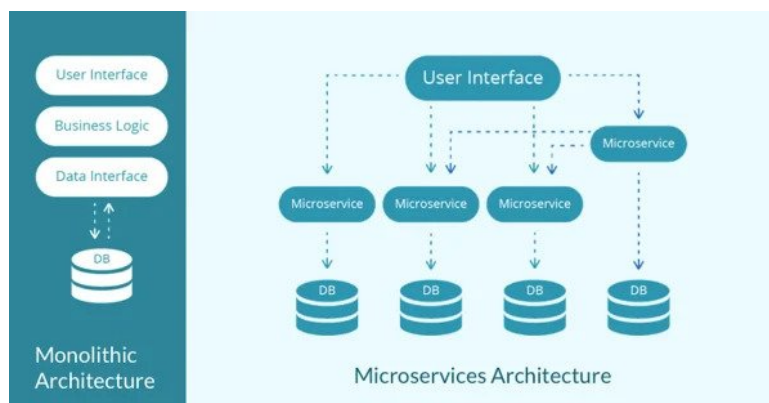 User Interface
Business Logic
Data Interface
DB
Monolithic
Architecture
User Interface
Microservice
Microservice
Microservice
Microservice
DB
DB
DB
DB
Microservices Architecture